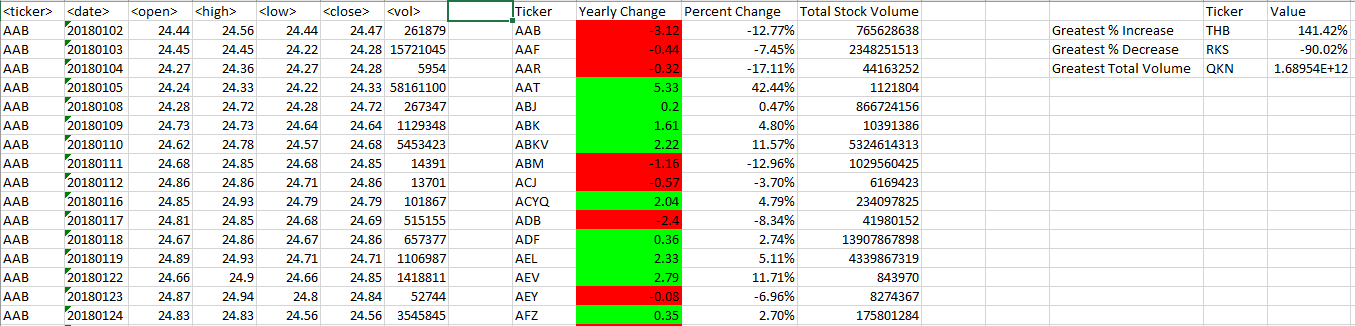 <ticker> <date> <open> <high> <low> <close> <vol> Ticker Yearly Change Percent Change Total Stock Volume Ticker Value
AAB 20180102 24.44 24.56 24.44 24.47 261879 AAB -3.12 -12.77% 765628638 Greatest % Increase THB 141.42%
AAB 20180103 24.45 24.45 24.22 24.28 15721045 AAF -0.44 -7.45% 2348251513 Greatest % Decrease RKS -90.02%
AAB 20180104 24.27 24.36 24.27 24.28 5954 AAR -0.32 -17.11% 44163252 Greatest Total Volume QKN 1.68954E+12
AAB 20180105 24.24 24.33 24.22 24.33 58161100 AAT 5.33 42.44% 1121804
AAB 20180108 24.28 24.72 24.28 24.72 267347 ABJ 0.2 0.47% 866724156
AAB 20180109 24.73 24.73 24.64 24.64 1129348 ABK 1.61 4.80% 10391386
AAB 20180110 24.62 24.78 24.57 24.68 5453423 ABKV 2.22 11.57% 5324614313
AAB 20180111 24.68 24.85 24.68 24.85 14391 ABM -1.16 -12.96% 1029560425
AAB 20180112 24.86 24.86 24.71 24.86 13701 ACJ -0.57 -3.70% 6169423
AAB 20180116 24.85 24.93 24.79 24.79 101867 ACYQ 2.04 4.79% 234097825
AAB 20180117 24.81 24.85 24.68 24.69 515155 ADB -2.4 -8.34% 41980152
AAB 20180118 24.67 24.86 24.67 24.86 657377 ADF 0.36 2.74% 13907867898
AAB 20180119 24.89 24.93 24.71 24.71 1106987 AEL 2.33 5.11% 4339867319
AAB 20180122 24.66 24.9 24.66 24.85 1418811 AEV 2.79 11.71% 843970
AAB 20180123 24.87 24.94 24.8 24.84 52744 AEY -0.08 -6.96% 8274367
AAB 20180124 24.83 24.83 24.56 24.56 3545845 AFZ 0.35 2.70% 175801284